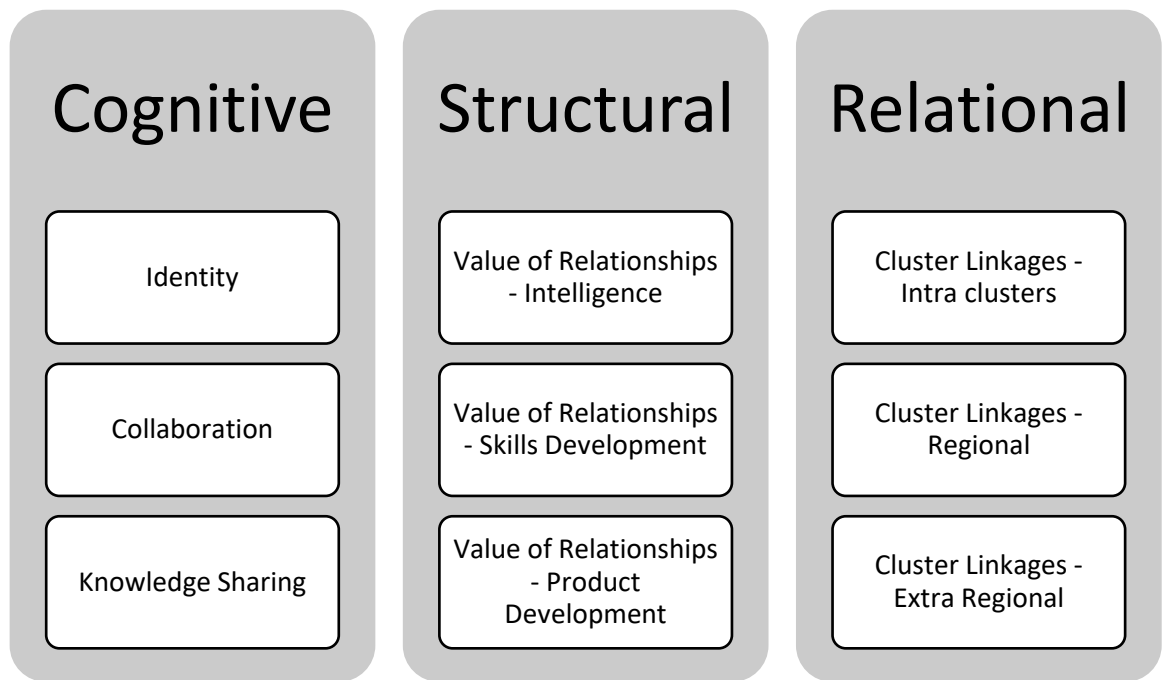 Cognitive
Identity
Collaboration
Knowledge Sharing
Structural
Value of Relationships
- Intelligence
Value of Relationships
- Skills Development
Value of Relationships
- Product
Development
Relational
Cluster Linkages -
Intra clusters
Cluster Linkages -
Regional
Cluster Linkages -
Extra Regional